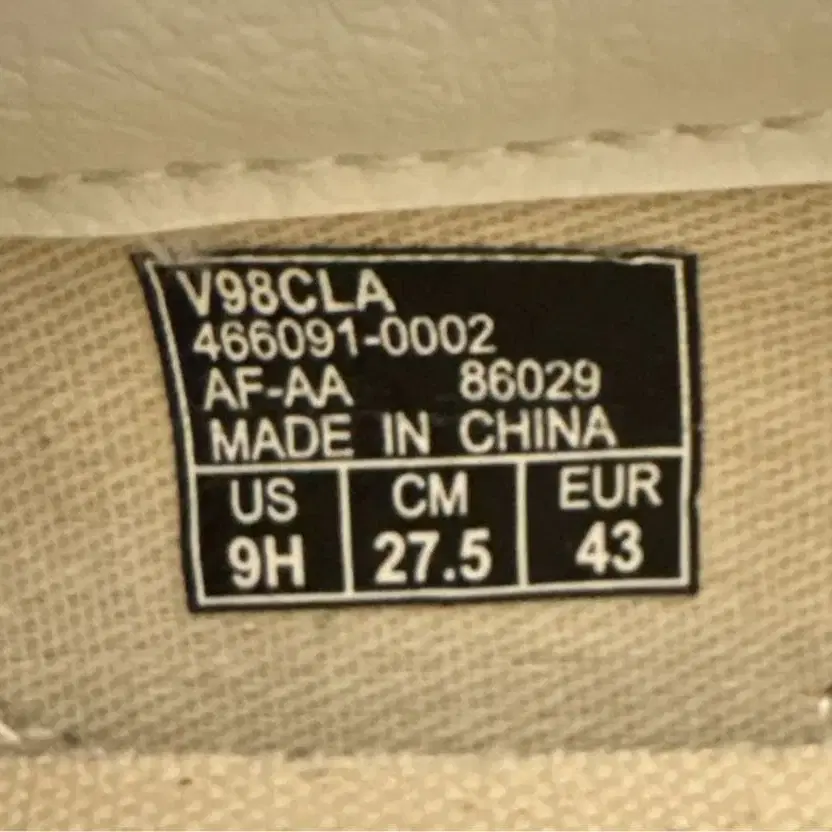 V98CLA
466091-0002
AF-AA 86029
MADE IN CHINA
US CM EUR
9H 27.5 43